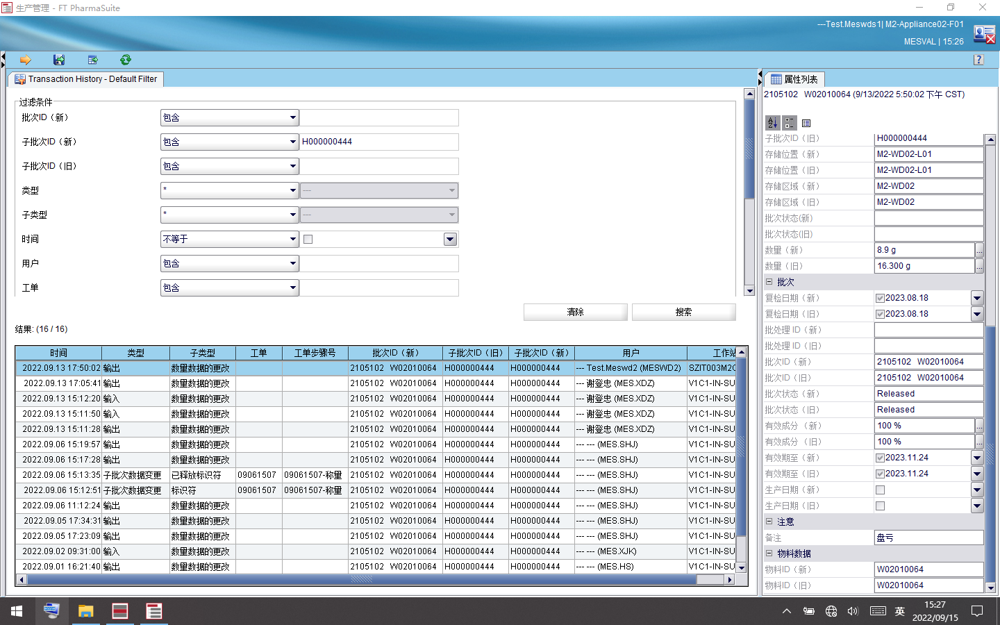 生产管理 - FT PharmaSuite
---Test.Meswds1| M2-Appliance02-F01
MESVAL | 15:26
Transaction History - Default Filter
过滤条件
批次ID（新） 包含
子批次ID（新） 包含 H000000444
子批次ID（旧） 包含
类型 * ---
子类型 * ---
时间 不等于
用户 包含
工单 包含
清除 搜索
结果: (16 / 16)
时间 类型 子类型 工单 工单步骤号 批次ID（新） 子批次ID（旧） 子批次ID（新） 用户 工作站
2022.09.13 17:50:02 输出 数量数据的更改 2105102 W02010064 H000000444 H000000444 --- Test.Meswd2 (MESWD2) SZIT003M2C
2022.09.13 17:05:41 输出 数量数据的更改 2105102 W02010064 H000000444 H000000444 --- 谢登忠 (MES.XDZ) V1C1-IN-SU
2022.09.13 15:12:20 输入 数量数据的更改 2105102 W02010064 H000000444 H000000444 --- 谢登忠 (MES.XDZ) V1C1-IN-SU
2022.09.13 15:11:50 输入 数量数据的更改 2105102 W02010064 H000000444 H000000444 --- 谢登忠 (MES.XDZ) V1C1-IN-SU
2022.09.13 15:11:28 输出 数量数据的更改 2105102 W02010064 H000000444 H000000444 --- 谢登忠 (MES.XDZ) V1C1-IN-SU
2022.09.06 15:19:57 输出 数量数据的更改 2105102 W02010064 H000000444 H000000444 --- --- (MES.SHJ) V1C1-IN-SU
2022.09.06 15:17:28 输出 数量数据的更改 2105102 W02010064 H000000444 H000000444 --- --- (MES.SHJ) V1C1-IN-SU
2022.09.06 15:13:35 子批次数据变更 已释放标识符 09061507 09061507-称量 2105102 W02010064 H000000444 H000000444 --- --- (MES.SHJ) V1C1-IN-SU
2022.09.06 15:12:51 子批次数据变更 标识符 09061507 09061507-称量 2105102 W02010064 H000000444 H000000444 --- --- (MES.SHJ) V1C1-IN-SU
2022.09.06 11:12:24 输出 数量数据的更改 2105102 W02010064 H000000444 H000000444 --- --- (MES.SHJ) V1C1-IN-SU
2022.09.05 17:34:31 输出 数量数据的更改 2105102 W02010064 H000000444 H000000444 --- --- (MES.SHJ) V1C1-IN-SU
2022.09.05 17:23:09 输出 数量数据的更改 2105102 W02010064 H000000444 H000000444 --- --- (MES.SHJ) V1C1-IN-SU
2022.09.02 09:31:00 输入 数量数据的更改 2105102 W02010064 H000000444 H000000444 --- --- (MES.XJK) V1C1-IN-SU
2022.09.01 16:21:40 输出 数量数据的更改 2105102 W02010064 H000000444 H000000444 --- --- (MES.HS) V1C1-IN-SU
属性列表
2105102 W02010064 (9/13/2022 5:50:02 下午 CST)
子批次ID（旧） H000000444
存储位置（新） M2-WD02-L01
存储位置（旧） M2-WD02-L01
存储区域（新） M2-WD02
存储区域（旧） M2-WD02
批次状态(新)
批次状态(旧)
数量（新） 8.9 g ...
数量（旧） 16.300 g ...
批次
复检日期（新） 2023.08.18
复检日期（旧） 2023.08.18
批处理 ID（新）
批处理 ID（旧）
批次ID（新） 2105102 W02010064
批次ID（旧） 2105102 W02010064
批次状态（新） Released
批次状态（旧） Released
有效成分 （新） 100 % ...
有效成分 （旧） 100 % ...
有效期至（新） 2023.11.24
有效期至（旧） 2023.11.24
生产日期（新）
生产日期（旧）
注意
备注 盘亏
物料数据
物料ID（新） W02010064
物料ID（旧） W02010064
英
15:27
2022/09/15